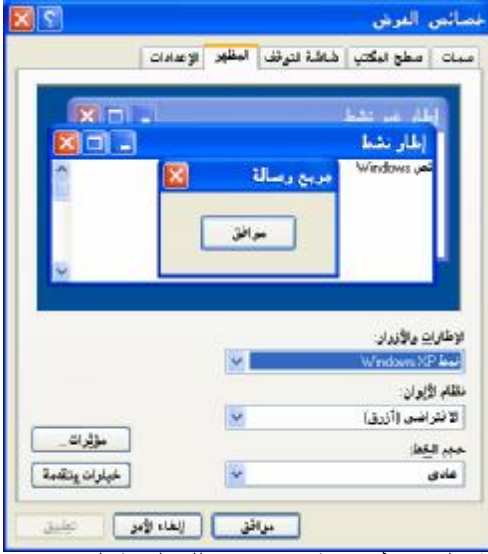 خصائص العرض
سمات سطح المكتب شاشة التوقف المظهر الإعدادات
إطار غير نشط
إطار نشط
نص Windows
مربع رسالة
موافق
الإطارات والأزرار:
نمط Windows XP
نظام الألوان:
الافتراضي (أزرق)
حجم الخط:
عادي
مؤثرات...
خيارات متقدمة
موافق إلغاء الأمر تطبيق